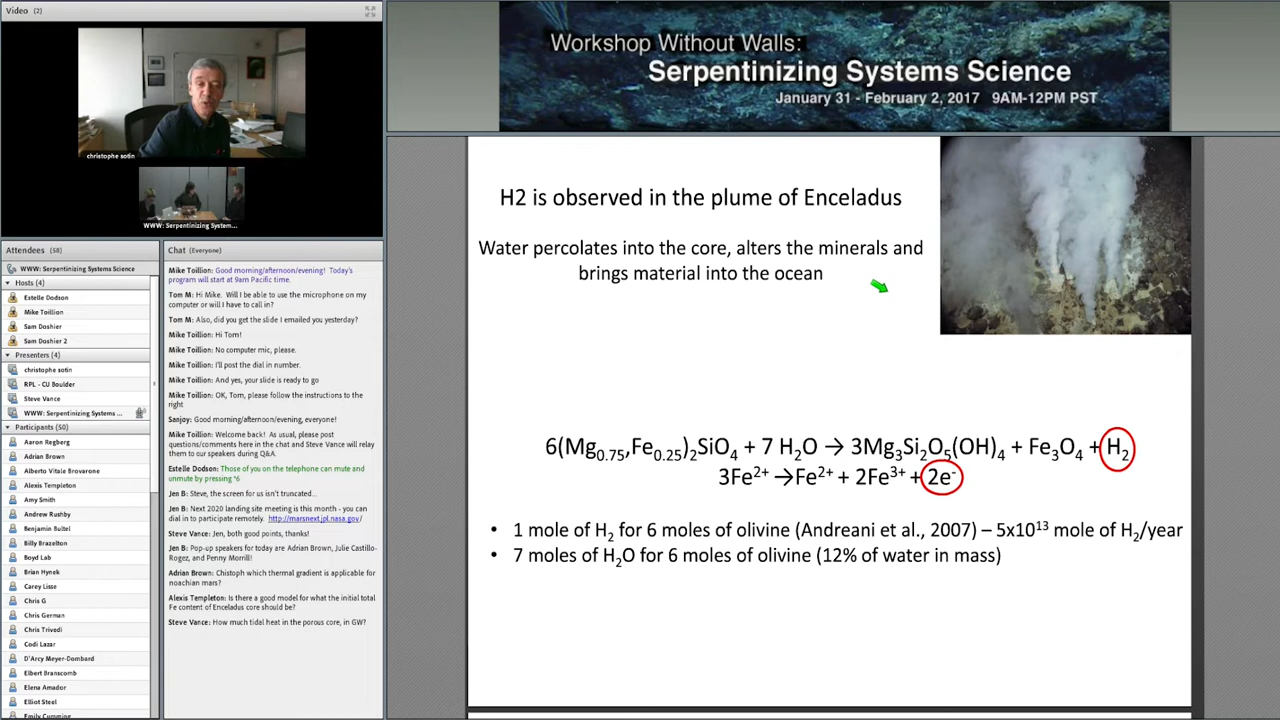 Video (2)
christophe sotin
WWW: Serpentinizing System...
Attendees (58)
WWW: Serpentinizing Systems Science
Hosts (4)
Estelle Dodson
Mike Toillion
Sam Doshier
Sam Doshier 2
Presenters (4)
christophe sotin
RPL - CU Boulder
Steve Vance
WWW: Serpentinizing Systems ...
Participants (50)
Aaron Regberg
Adrian Brown
Alberto Vitale Brovarone
Alexis Templeton
Amy Smith
Andrew Rushby
Benjamin Bultel
Billy Brazelton
Boyd Lab
Brian Hynek
Carey Lisse
Chris G
Chris German
Chris Trivedi
Codi Lazar
D'Arcy Meyer-Dombard
Elbert Branscomb
Elena Amador
Elliot Steel
Emily Cumming
Chat (Everyone)
Mike Toillion: Good morning/afternoon/evening! Today's
program will start at 9am Pacific time.
Tom M: Hi Mike. Will I be able to use the microphone on my
computer or will I have to call in?
Tom M: Also, did you get the slide I emailed you yesterday?
Mike Toillion: Hi Tom!
Mike Toillion: No computer mic, please.
Mike Toillion: I'll post the dial in number.
Mike Toillion: And yes, your slide is ready to go
Mike Toillion: OK, Tom, please follow the instructions to the
right
Sanjoy: Good morning/afternoon/evening, everyone!
Mike Toillion: Welcome back! As usual, please post
questions/comments here in the chat and Steve Vance will relay
them to our speakers during Q&A.
Estelle Dodson: Those of you on the telephone can mute and
unmute by pressing *6
Jen B: Steve, the screen for us isn't truncated...
Jen B: Next 2020 landing site workshop is this month - you
can dial in to participate remotely. http://marsnext.jpl.nasa.gov/
Steve Vance: Jen, both good points, thanks!
Jen B: Pop-up speakers for today are Adrian Brown, Julie Castillo-
Rogez, and Penny Morrill!
Adrian Brown: Chistoph which thermal gradient is applicable for
noachian mars?
Alexis Templeton: Is there a good model for what the initial total
Fe content of Enceladus core should be?
Steve Vance: How much tidal heat in the porous core, in GW?
Workshop Without Walls:
Serpentinizing Systems Science
January 31 - February 2, 2017 9AM-12PM PST
H2 is observed in the plume of Enceladus
Water percolates into the core, alters the minerals and
brings material into the ocean
6(Mg0.75,Fe0.25)2SiO4 + 7 H2O → 3Mg3Si2O5(OH)4 + Fe3O4 + H2
3Fe2+ →Fe2+ + 2Fe3+ + 2e-
• 1 mole of H2 for 6 moles of olivine (Andreani et al., 2007) – 5x10^13 mole of H2/year
• 7 moles of H2O for 6 moles of olivine (12% of water in mass)